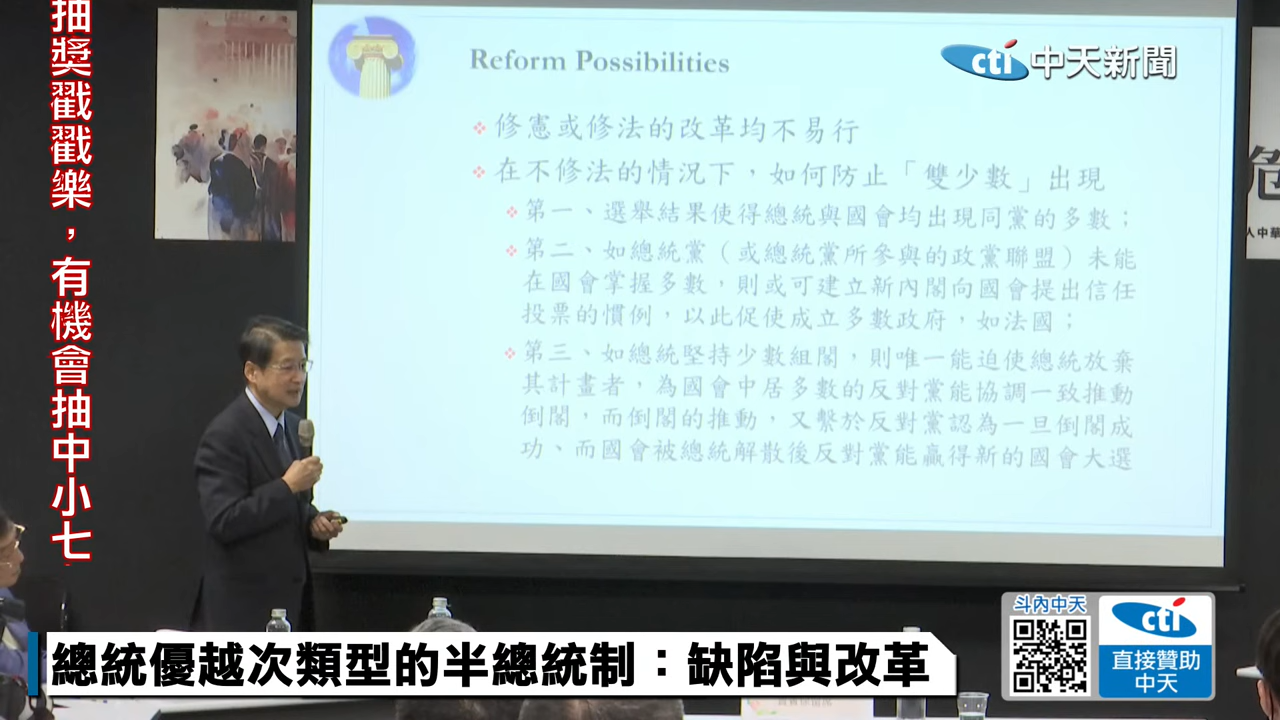 抽獎戳戳樂，有機會抽中小七
Reform Possibilities
cti 中天新聞
修憲或修法的改革均不易行
在不修法的情況下，如何防止「雙少數」出現
第一、選舉結果使得總統與國會均出現同黨的多數；
第二、如總統黨（或總統黨所參與的政黨聯盟）未能
在國會掌握多數，則或可建立新內閣向國會提出信任
投票的慣例，以此促使成立多數政府，如法國；
第三、如總統堅持少數組閣，則唯一能迫使總統放棄
其計畫者，為國會中居多數的反對黨能協調一致推動
倒閣，而倒閣的推動，又繫於反對黨認為一旦倒閣成
功、而國會被總統解散後反對黨能贏得新的國會大選
危
人中華
斗內中天
cti
直接贊助
中天
總統優越次類型的半總統制：缺陷與改革